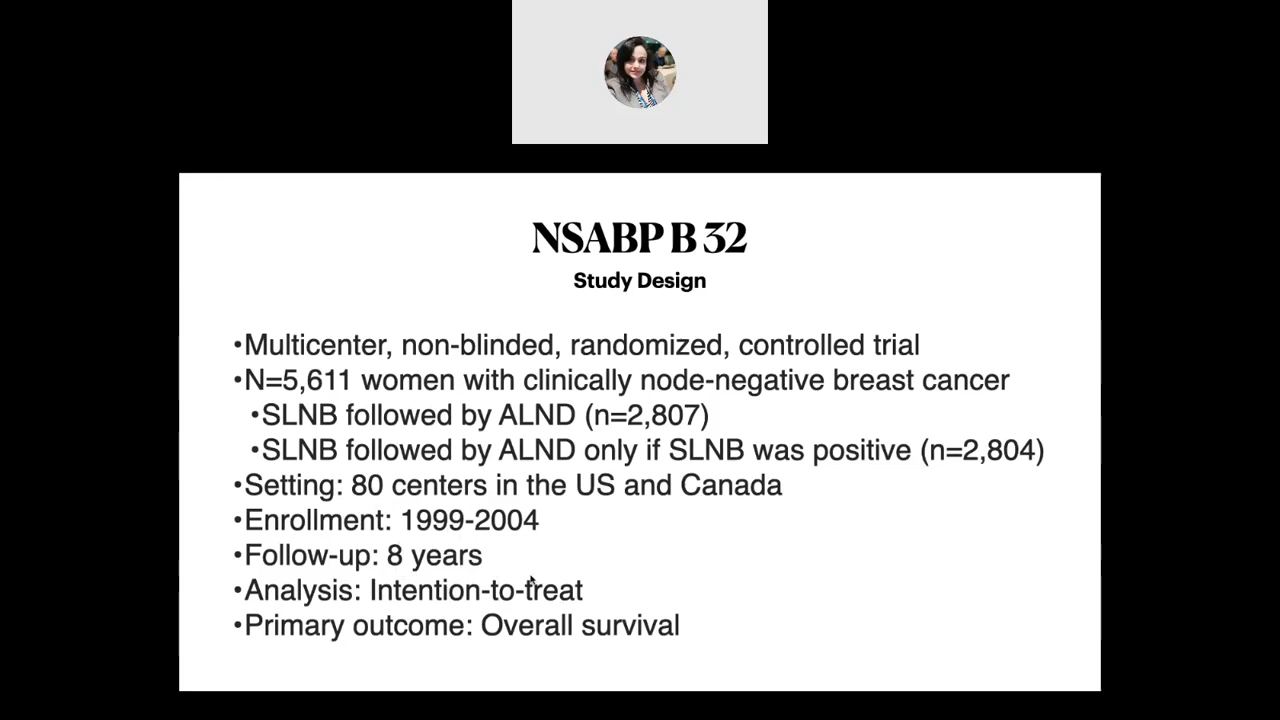 NSABP B 32
Study Design
•Multicenter, non-blinded, randomized, controlled trial
•N=5,611 women with clinically node-negative breast cancer
•SLNB followed by ALND (n=2,807)
•SLNB followed by ALND only if SLNB was positive (n=2,804)
•Setting: 80 centers in the US and Canada
•Enrollment: 1999-2004
•Follow-up: 8 years
•Analysis: Intention-to-treat
•Primary outcome: Overall survival